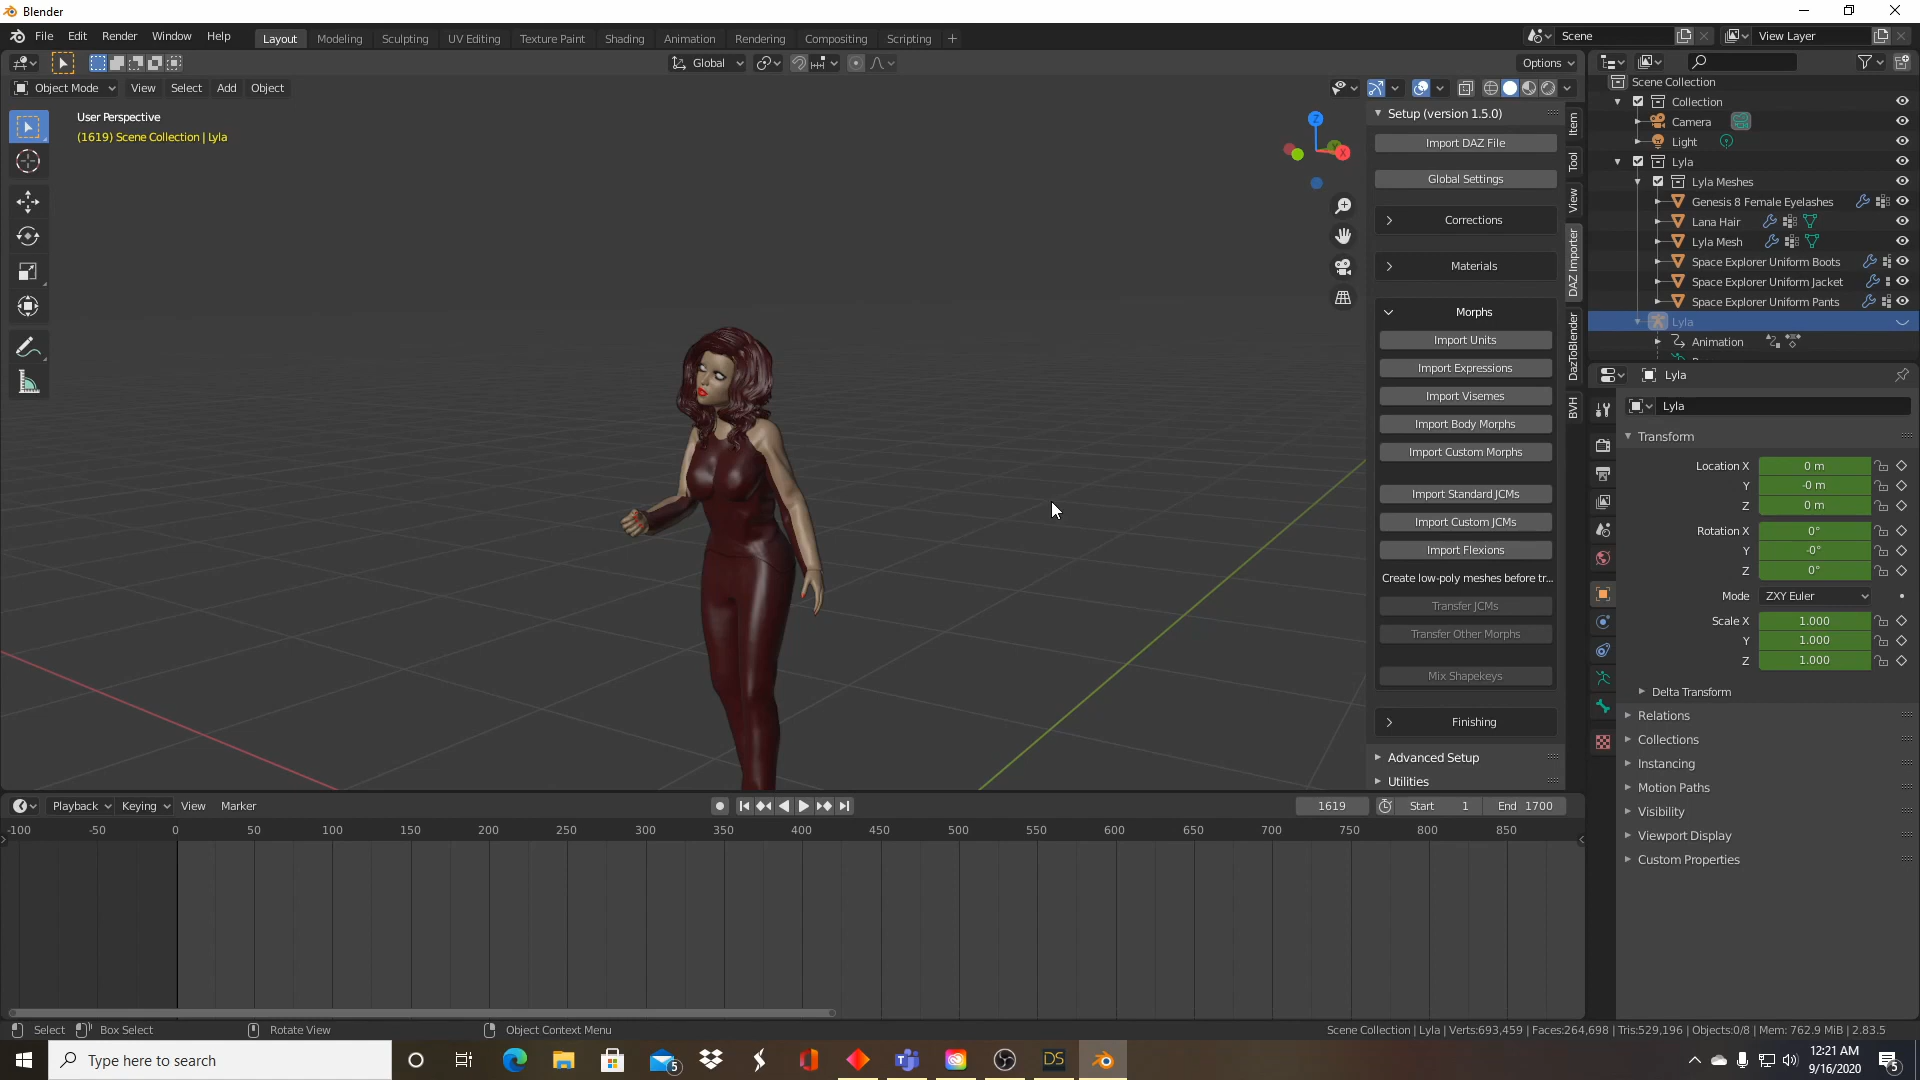 Blender
File Edit Render Window Help
Layout Modeling Sculpting UV Editing Texture Paint Shading Animation Rendering Compositing Scripting +
Scene
View Layer
Global
Options
Object Mode View Select Add Object
User Perspective
(1619) Scene Collection | Lyla
Z
Y
X
Setup (version 1.5.0)
Import DAZ File
Global Settings
Corrections
Materials
Morphs
Import Units
Import Expressions
Import Visemes
Import Body Morphs
Import Custom Morphs
Import Standard JCMs
Import Custom JCMs
Import Flexions
Create low-poly meshes before tr...
Transfer JCMs
Transfer Other Morphs
Mix Shapekeys
Finishing
Advanced Setup
Utilities
Item
Tool
View
DAZ Importer
DazToBlender
BVH
Scene Collection
Collection
Camera
Light
Lyla
Lyla Meshes
Genesis 8 Female Eyelashes
Lana Hair
Lyla Mesh
Space Explorer Uniform Boots
Space Explorer Uniform Jacket
Space Explorer Uniform Pants
Lyla
Animation
Lyla
Lyla
Transform
Location X 0 m
Y -0 m
Z 0 m
Rotation X 0°
Y -0°
Z 0°
Mode ZXY Euler
Scale X 1.000
Y 1.000
Z 1.000
Delta Transform
Relations
Collections
Instancing
Motion Paths
Visibility
Viewport Display
Custom Properties
Playback Keying View Marker
1619 Start 1 End 1700
-100 -50 0 50 100 150 200 250 300 350 400 450 500 550 600 650 700 750 800 850
Select Box Select Rotate View Object Context Menu
Scene Collection | Lyla | Verts:693,459 | Faces:264,698 | Tris:529,196 | Objects:0/8 | Mem: 762.9 MiB | 2.83.5
Type here to search
5
DS
12:21 AM
9/16/2020
5